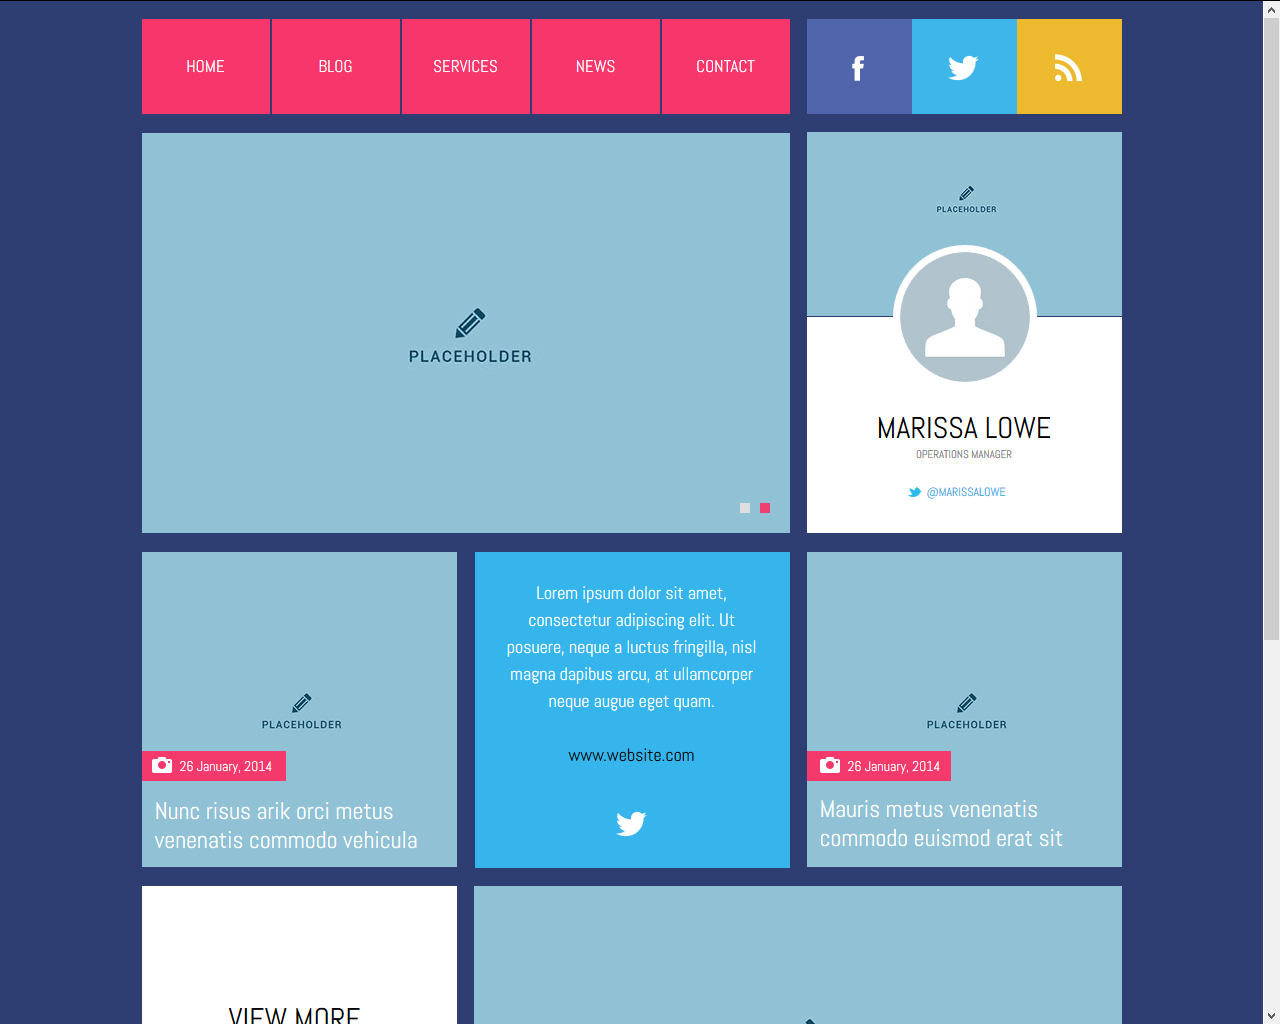 HOME
BLOG
SERVICES
NEWS
CONTACT
f
PLACEHOLDER
PLACEHOLDER
MARISSA LOWE
OPERATIONS MANAGER
@MARISSALOWE
PLACEHOLDER
26 January, 2014
Nunc risus arik orci metus
venenatis commodo vehicula
Lorem ipsum dolor sit amet,
consectetur adipiscing elit. Ut
posuere, neque a luctus fringilla, nisl
magna dapibus arcu, at ullamcorper
neque augue eget quam.
www.website.com
PLACEHOLDER
26 January, 2014
Mauris metus venenatis
commodo euismod erat sit
VIEW MORE